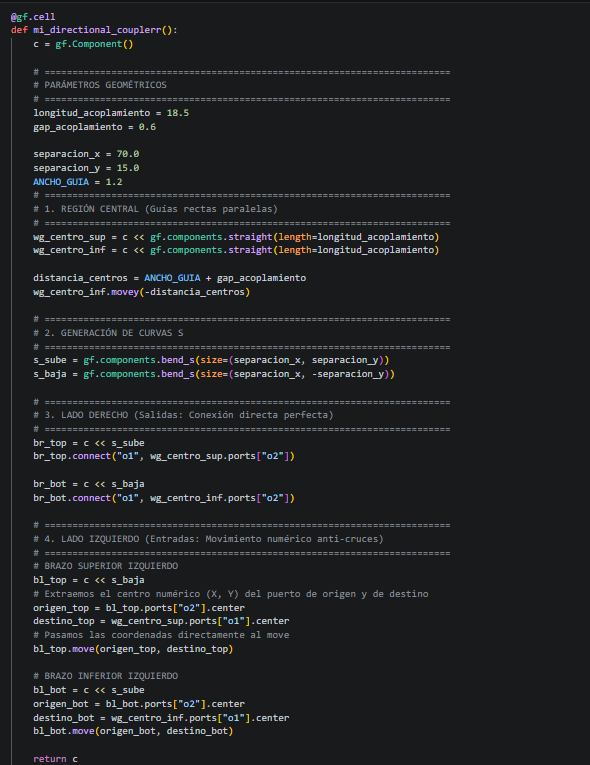 @gf.cell
def mi_directional_couplerr():
    c = gf.Component()

    # ======================================================================
    # PARÁMETROS GEOMÉTRICOS
    # ======================================================================
    longitud_acoplamiento = 18.5
    gap_acoplamiento = 0.6

    separacion_x = 70.0
    separacion_y = 15.0
    ANCHO_GUIA = 1.2
    # ======================================================================
    # 1. REGIÓN CENTRAL (Guías rectas paralelas)
    # ======================================================================
    wg_centro_sup = c << gf.components.straight(length=longitud_acoplamiento)
    wg_centro_inf = c << gf.components.straight(length=longitud_acoplamiento)

    distancia_centros = ANCHO_GUIA + gap_acoplamiento
    wg_centro_inf.movey(-distancia_centros)

    # ======================================================================
    # 2. GENERACIÓN DE CURVAS S
    # ======================================================================
    s_sube = gf.components.bend_s(size=(separacion_x, separacion_y))
    s_baja = gf.components.bend_s(size=(separacion_x, -separacion_y))

    # ======================================================================
    # 3. LADO DERECHO (Salidas: Conexión directa perfecta)
    # ======================================================================
    br_top = c << s_sube
    br_top.connect("o1", wg_centro_sup.ports["o2"])

    br_bot = c << s_baja
    br_bot.connect("o1", wg_centro_inf.ports["o2"])

    # ======================================================================
    # 4. LADO IZQUIERDO (Entradas: Movimiento numérico anti-cruces)
    # ======================================================================
    # BRAZO SUPERIOR IZQUIERDO
    bl_top = c << s_baja
    # Extraemos el centro numérico (X, Y) del puerto de origen y de destino
    origen_top = bl_top.ports["o2"].center
    destino_top = wg_centro_sup.ports["o1"].center
    # Pasamos las coordenadas directamente al move
    bl_top.move(origen_top, destino_top)

    # BRAZO INFERIOR IZQUIERDO
    bl_bot = c << s_sube
    origen_bot = bl_bot.ports["o2"].center
    destino_bot = wg_centro_inf.ports["o1"].center
    bl_bot.move(origen_bot, destino_bot)

    return c